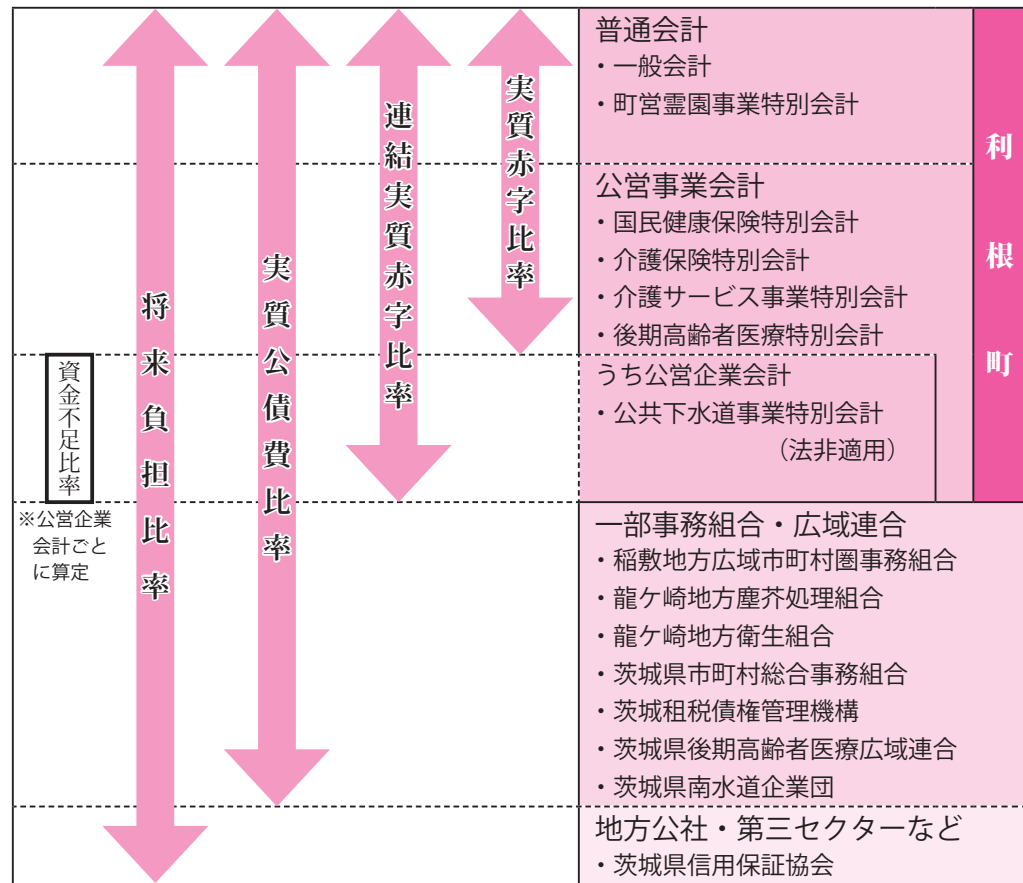 将来負担比率
実質公債費比率
連結実質赤字比率
実質赤字比率
資金不足比率
※公営企業
会計ごと
に算定
普通会計
・一般会計
・町営霊園事業特別会計
公営事業会計
・国民健康保険特別会計
・介護保険特別会計
・介護サービス事業特別会計
・後期高齢者医療特別会計
うち公営企業会計
・公共下水道事業特別会計
（法非適用）
利根町
一部事務組合・広域連合
・稲敷地方広域市町村圏事務組合
・龍ケ崎地方塵芥処理組合
・龍ケ崎地方衛生組合
・茨城県市町村総合事務組合
・茨城租税債権管理機構
・茨城県後期高齢者医療広域連合
・茨城県南水道企業団
地方公社・第三セクターなど
・茨城県信用保証協会